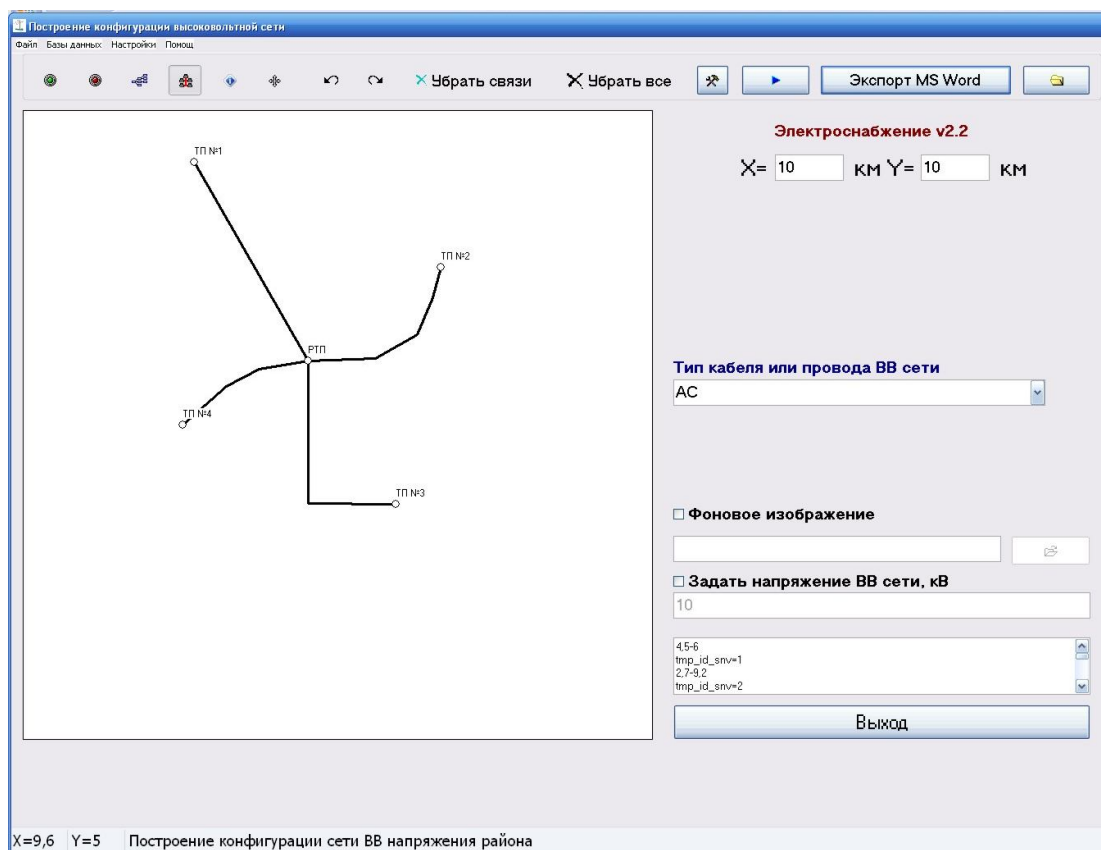 Построение конфигурации высоковольтной сети
Файл Базы данных Настройки Помощ
Убрать связи Убрать все Экспорт MS Word
Электроснабжение v2.2
X= 10 км Y= 10 км
ТП №1
ТП №2
РТП
ТП №4
ТП №3
Тип кабеля или провода ВВ сети
АС
Фоновое изображение
Задать напряжение ВВ сети, кВ
10
4,5-6
tmp_id_snv=1
2,7-9,2
tmp_id_snv=2
Выход
X=9,6 Y=5 Построение конфигурации сети ВВ напряжения района